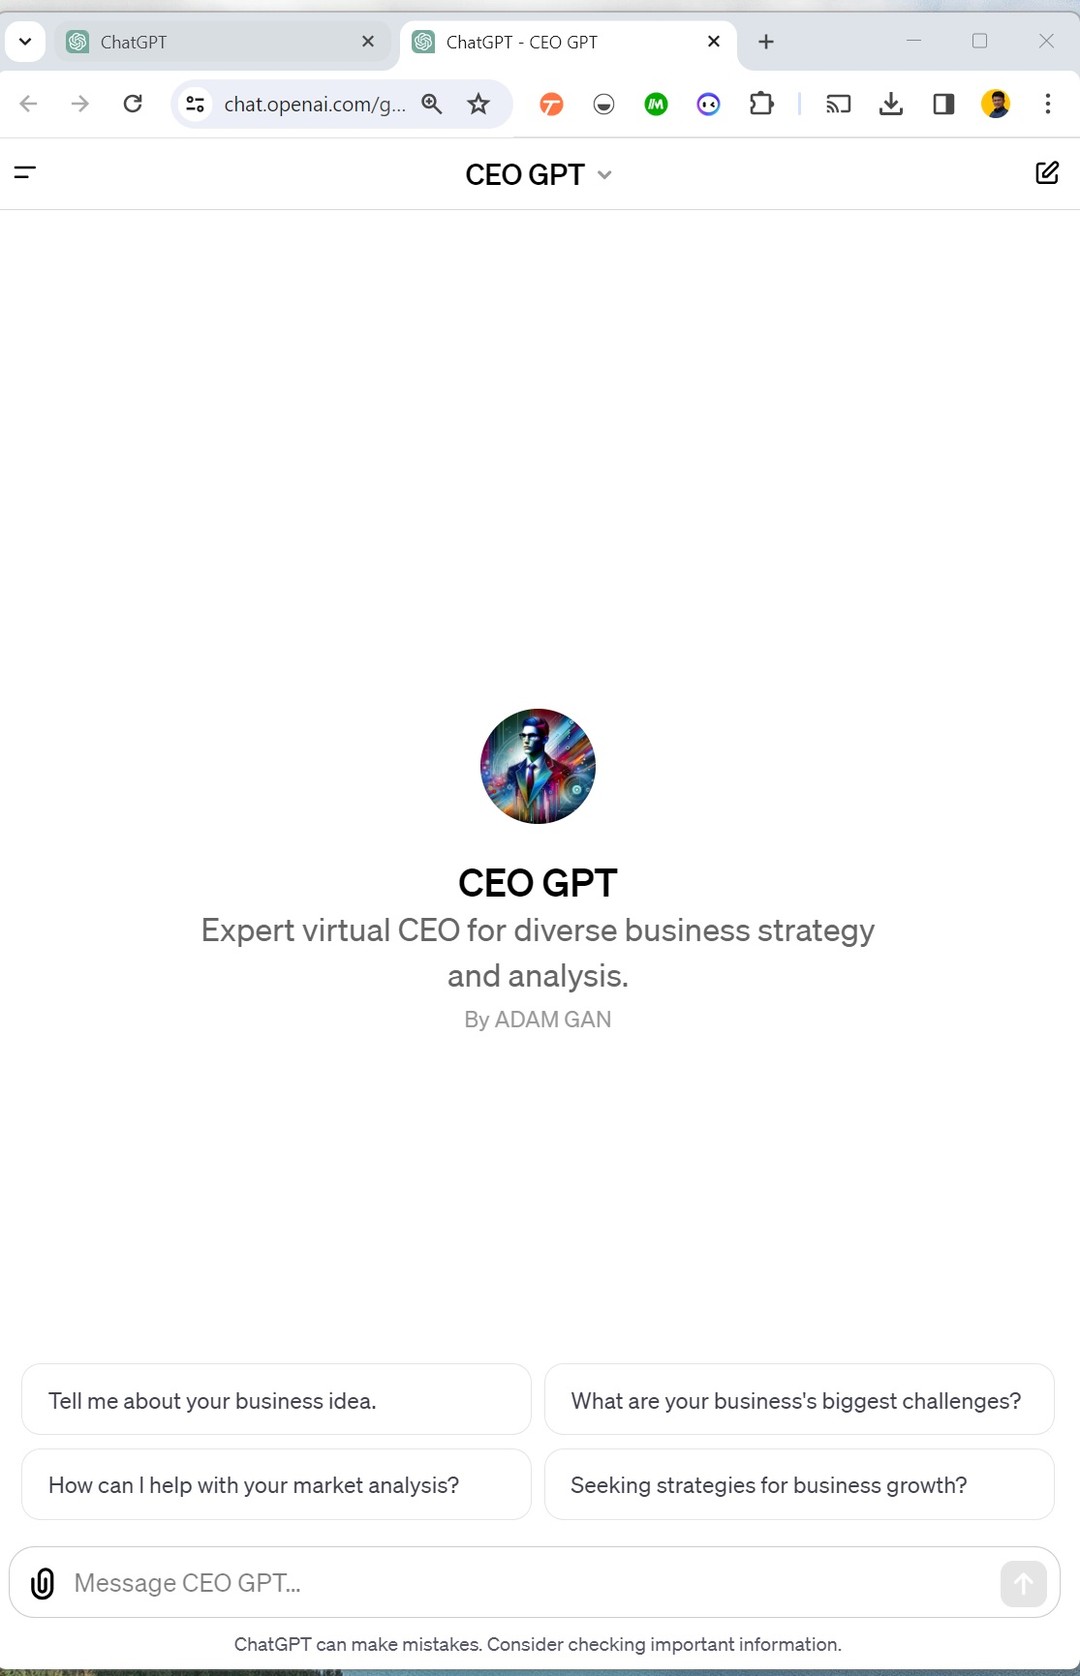 ChatGPT
ChatGPT - CEO GPT
chat.openai.com/g...
CEO GPT
CEO GPT
Expert virtual CEO for diverse business strategy
and analysis.
By ADAM GAN
Tell me about your business idea.
What are your business's biggest challenges?
How can I help with your market analysis?
Seeking strategies for business growth?
Message CEO GPT...
ChatGPT can make mistakes. Consider checking important information.